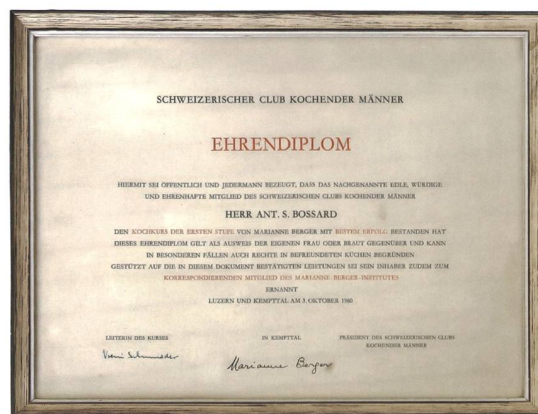 SCHWEIZERISCHER CLUB KOCHENDER MÄNNER
EHRENDIPLOM
HIERMIT SEI ÖFFENTLICH UND JEDERMANN BEZEUGT, DASS DAS NACHGENANNTE EDLE, WÜRDIGE
UND EHRENHAFTE MITGLIED DES SCHWEIZERISCHEN CLUBS KOCHENDER MÄNNER
HERR ANT. S. BOSSARD
DEN KOCHKURS DER ERSTEN STUFE VON MARIANNE BERGER MIT BESTEM ERFOLG BESTANDEN HAT
DIESES EHRENDIPLOM GILT ALS AUSWEIS DER EIGENEN FRAU ODER BRAUT GEGENÜBER UND KANN
IN BESONDEREN FÄLLEN AUCH RECHTE IN BEFREUNDETEN KÜCHEN BEGRÜNDEN
GESTÜTZT AUF DIE IN DIESEM DOKUMENT BESTÄTIGTEN LEISTUNGEN SEI SEIN INHABER ZUDEM ZUM
KORRESPONDIERENDEN MITGLIED DES MARIANNE-BERGER-INSTITUTES
ERNANNT
LUZERN UND KEMPTTAL AM 3. OKTOBER 1960
LEITERIN DES KURSES
IN KEMPTTAL
PRÄSIDENT DES SCHWEIZERISCHEN CLUBS
KOCHENDER MÄNNER
Marianne Berger